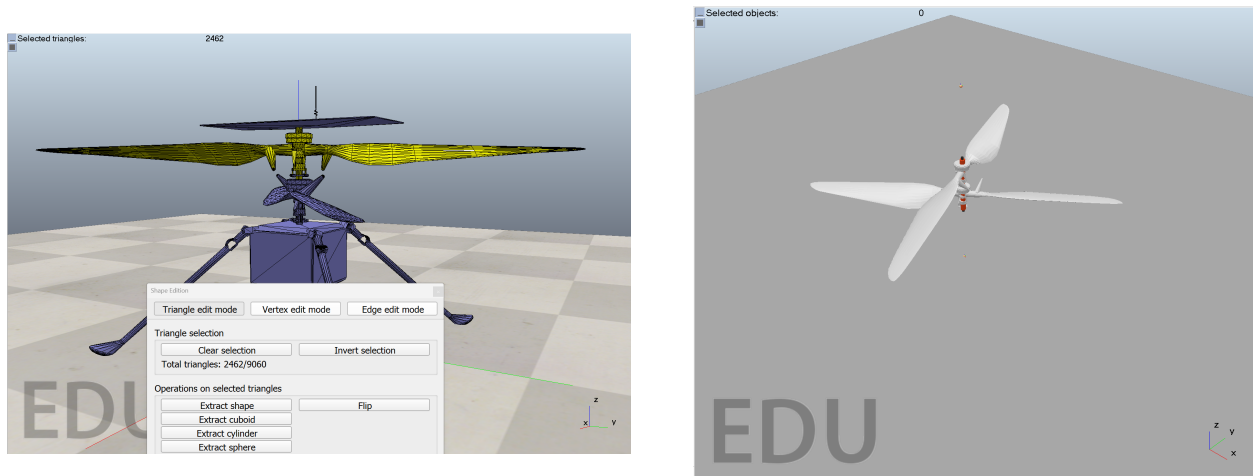 Selected triangles: 2462
Shape Edition
Triangle edit mode Vertex edit mode Edge edit mode
Triangle selection
Clear selection Invert selection
Total triangles: 2462/9060
Operations on selected triangles
Extract shape Flip
Extract cuboid
Extract cylinder
Extract sphere
EDU
z
x y
Selected objects: 0
EDU
z
y
x